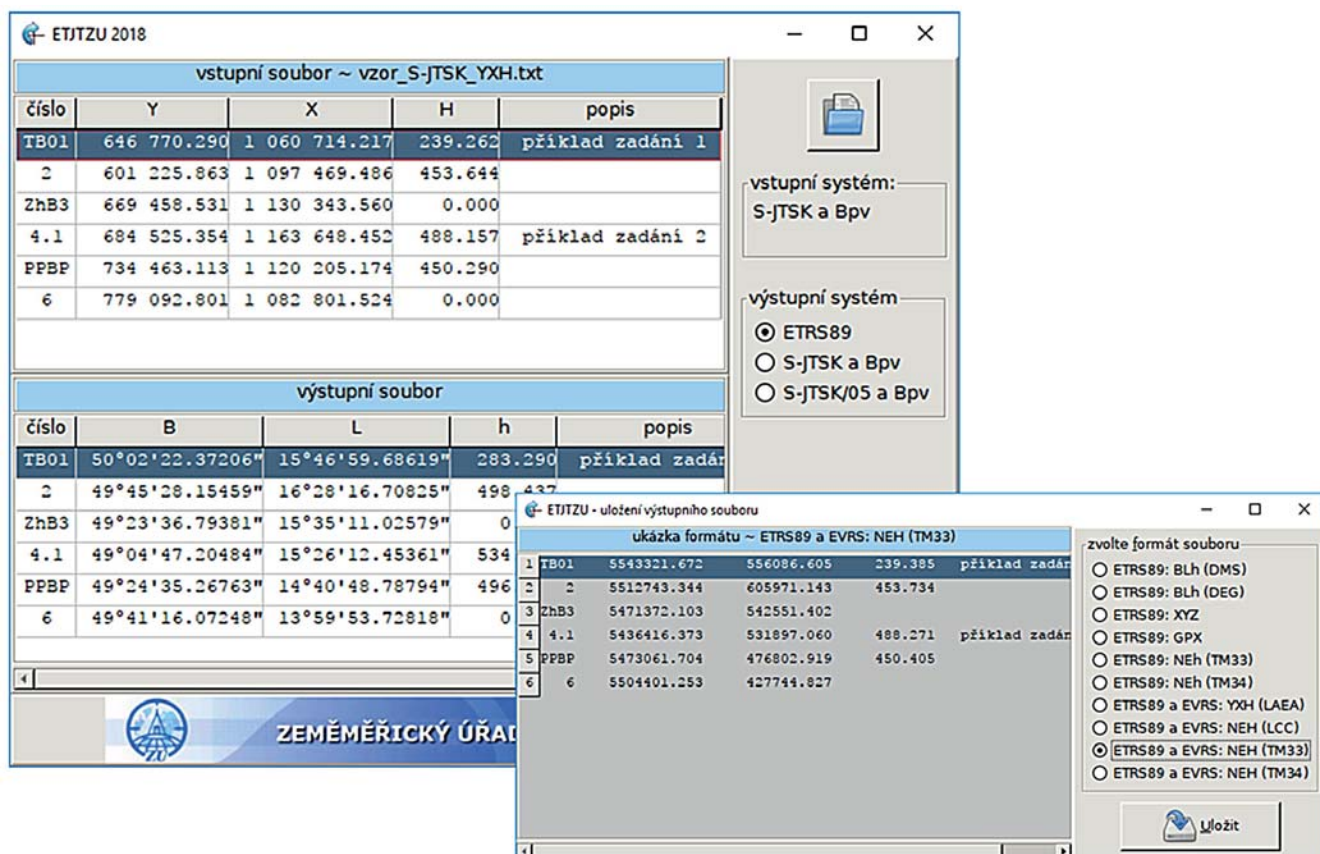 ETJTZU 2018
vstupní soubor ~ vzor_S-JTSK_YXH.txt
číslo Y X H popis
TB01 646 770.290 1 060 714.217 239.262 příklad zadání 1
2 601 225.863 1 097 469.486 453.644
ZhB3 669 458.531 1 130 343.560 0.000
4.1 684 525.354 1 163 648.452 488.157 příklad zadání 2
PPBP 734 463.113 1 120 205.174 450.290
6 779 092.801 1 082 801.524 0.000
vstupní systém:
S-JTSK a Bpv
výstupní systém
ETRS89
S-JTSK a Bpv
S-JTSK/05 a Bpv
výstupní soubor
číslo B L h popis
TB01 50°02'22.37206" 15°46'59.68619" 283.290 příklad zadár
2 49°45'28.15459" 16°28'16.70825" 498.437
ZhB3 49°23'36.79381" 15°35'11.02579" 0
4.1 49°04'47.20484" 15°26'12.45361" 534
PPBP 49°24'35.26763" 14°40'48.78794" 496
6 49°41'16.07248" 13°59'53.72818" 0
ZÚ
ZEMĚMĚŘICKÝ ÚŘAD
ETJTZU - uložení výstupního souboru
ukázka formátu ~ ETRS89 a EVRS: NEH (TM33)
1 TB01 5543321.672 556086.605 239.385 příklad zadán
2 2 5512743.344 605971.143 453.734
3 ZhB3 5471372.103 542551.402
4 4.1 5436416.373 531897.060 488.271 příklad zadán
5 PPBP 5473061.704 476802.919 450.405
6 6 5504401.253 427744.827
zvolte formát souboru
ETRS89: BLh (DMS)
ETRS89: BLh (DEG)
ETRS89: XYZ
ETRS89: GPX
ETRS89: NEh (TM33)
ETRS89: NEh (TM34)
ETRS89 a EVRS: YXH (LAEA)
ETRS89 a EVRS: NEH (LCC)
ETRS89 a EVRS: NEH (TM33)
ETRS89 a EVRS: NEH (TM34)
Uložit